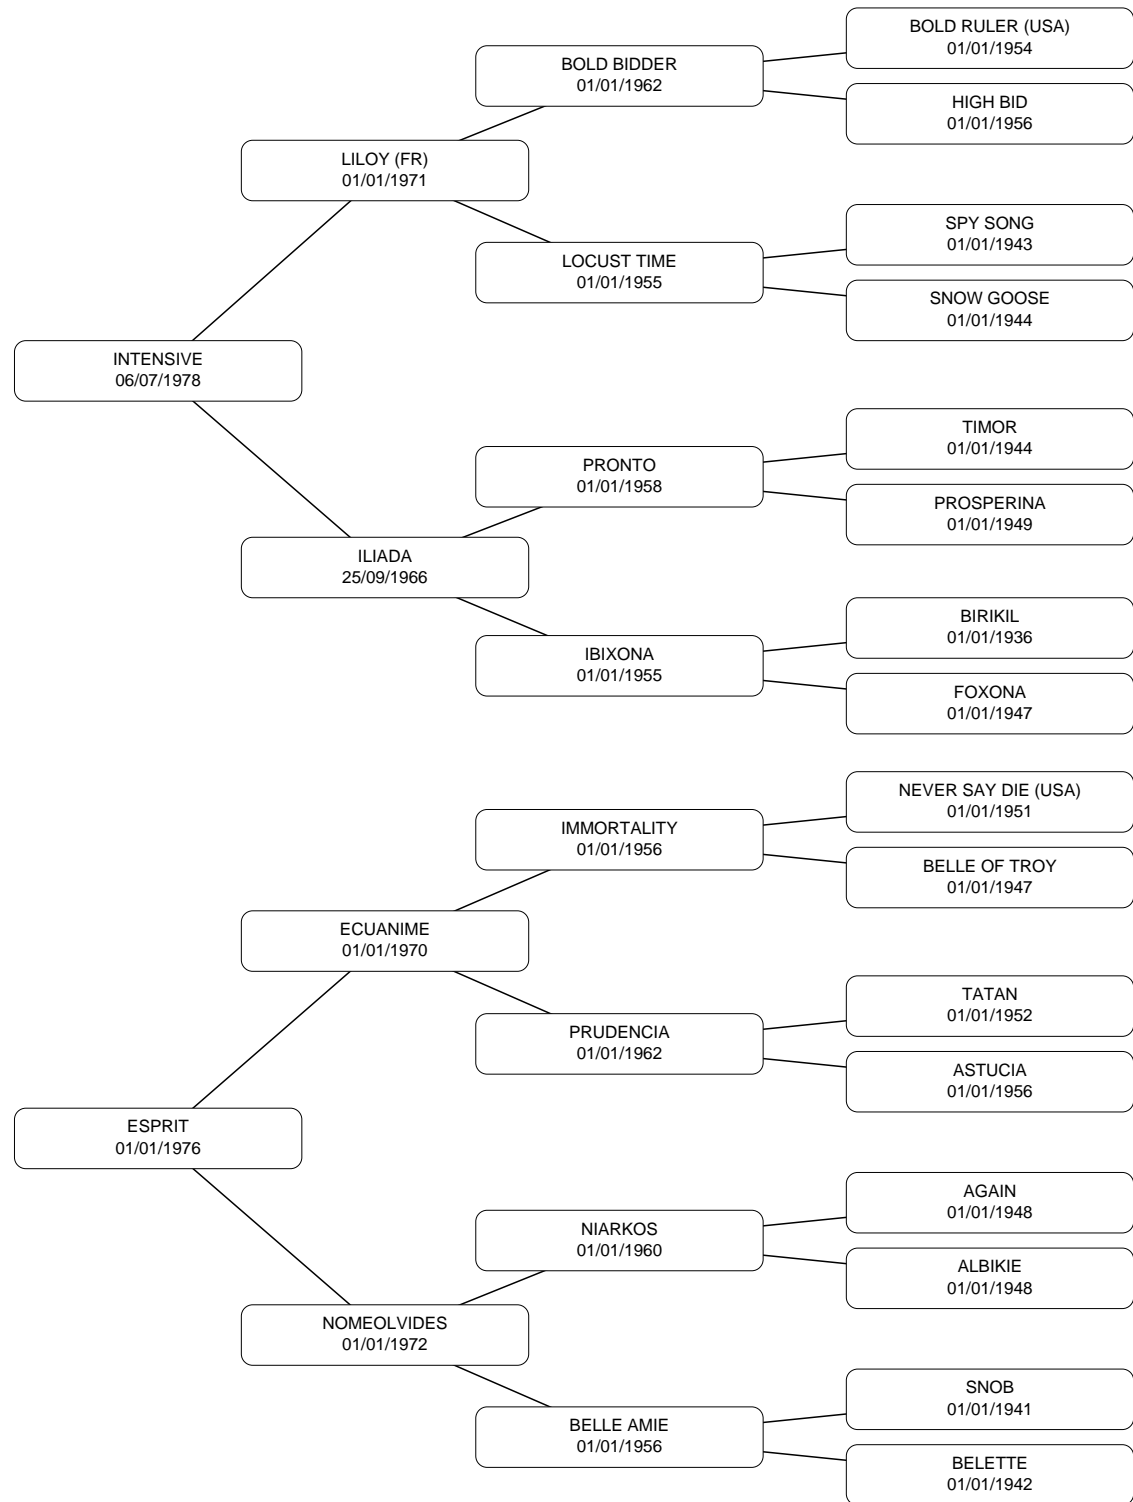 BOLD RULER (USA)
01/01/1954
BOLD BIDDER
01/01/1962
HIGH BID
01/01/1956
LILOY (FR)
01/01/1971
SPY SONG
01/01/1943
LOCUST TIME
01/01/1955
SNOW GOOSE
01/01/1944
INTENSIVE
06/07/1978
TIMOR
01/01/1944
PRONTO
01/01/1958
PROSPERINA
01/01/1949
ILIADA
25/09/1966
BIRIKIL
01/01/1936
IBIXONA
01/01/1955
FOXONA
01/01/1947
NEVER SAY DIE (USA)
01/01/1951
IMMORTALITY
01/01/1956
BELLE OF TROY
01/01/1947
ECUANIME
01/01/1970
TATAN
01/01/1952
PRUDENCIA
01/01/1962
ASTUCIA
01/01/1956
ESPRIT
01/01/1976
AGAIN
01/01/1948
NIARKOS
01/01/1960
ALBIKIE
01/01/1948
NOMEOLVIDES
01/01/1972
SNOB
01/01/1941
BELLE AMIE
01/01/1956
BELETTE
01/01/1942